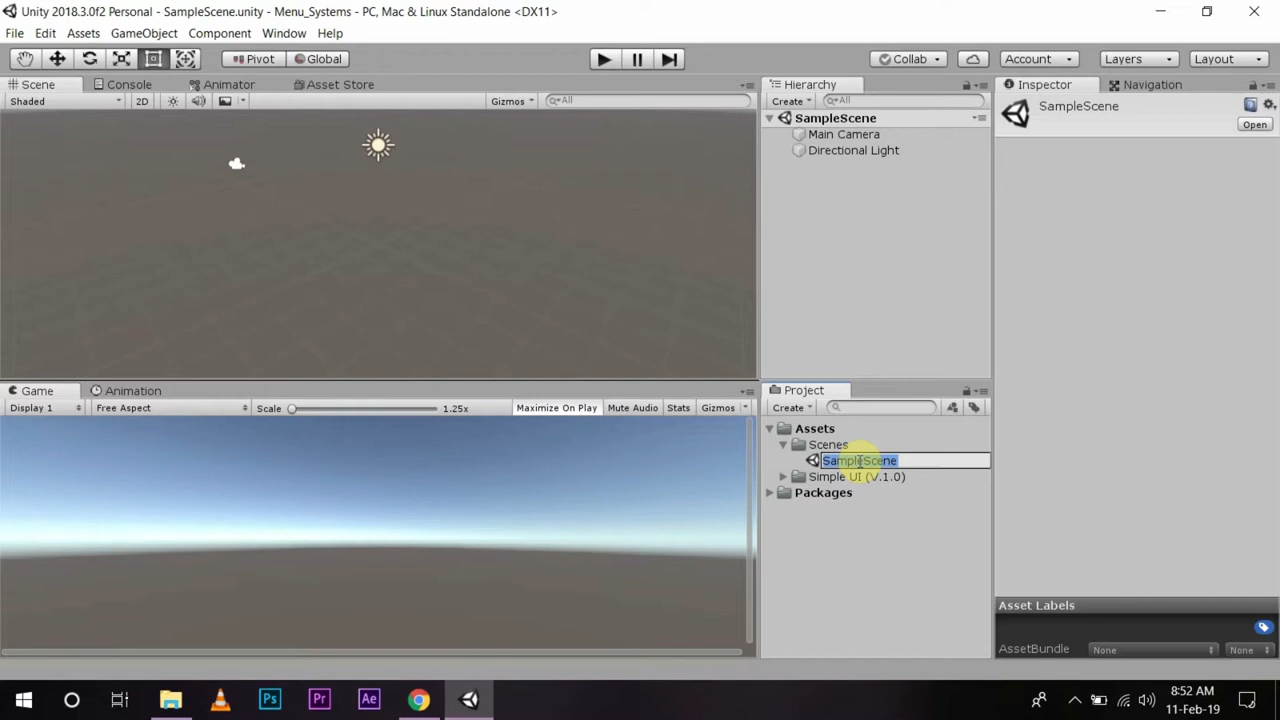 Unity 2018.3.0f2 Personal - SampleScene.unity - Menu_Systems - PC, Mac & Linux Standalone <DX11>
File Edit Assets GameObject Component Window Help
Pivot Global Collab Account Layers Layout
Scene Console Animator Asset Store
Shaded 2D Gizmos All
Hierarchy
Create All
SampleScene
Main Camera
Directional Light
Inspector Navigation
SampleScene
Open
Game Animation
Display 1 Free Aspect Scale 1.25x Maximize On Play Mute Audio Stats Gizmos
Project
Create
Assets
Scenes
SampleScene
Simple UI (V.1.0)
Packages
Asset Labels
AssetBundle None None
Ps Pr Ae
8:52 AM
11-Feb-19